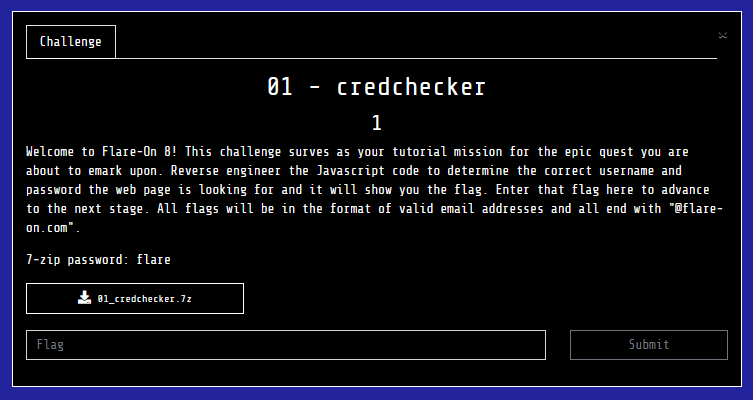 Challenge
×
01 - credchecker
1
Welcome to Flare-On 8! This challenge surves as your tutorial mission for the epic quest you are
about to emark upon. Reverse engineer the Javascript code to determine the correct username and
password the web page is looking for and it will show you the flag. Enter that flag here to advance
to the next stage. All flags will be in the format of valid email addresses and all end with "@flare-
on.com".
7-zip password: flare
01_credchecker.7z
Flag
Submit